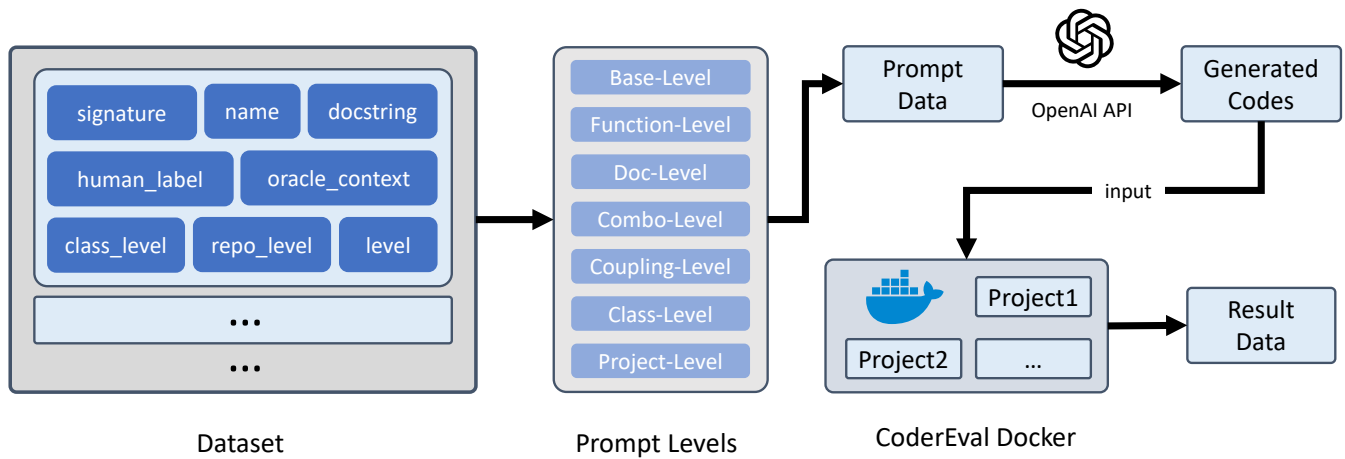 signature
name
docstring
human_label
oracle_context
class_level
repo_level
level
...
...
Dataset
Base-Level
Function-Level
Doc-Level
Combo-Level
Coupling-Level
Class-Level
Project-Level
Prompt Levels
Prompt
Data
OpenAI API
Generated
Codes
input
Project1
Project2
...
CoderEval Docker
Result
Data